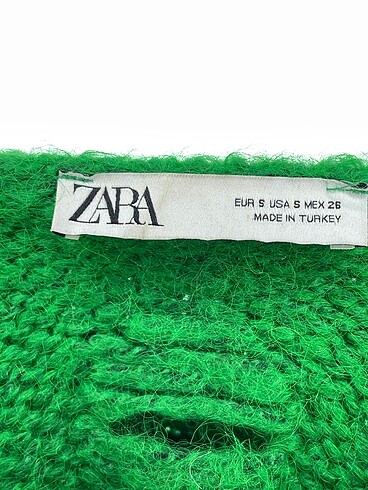 ZARA
EUR S USA S MEX 26
MADE IN TURKEY